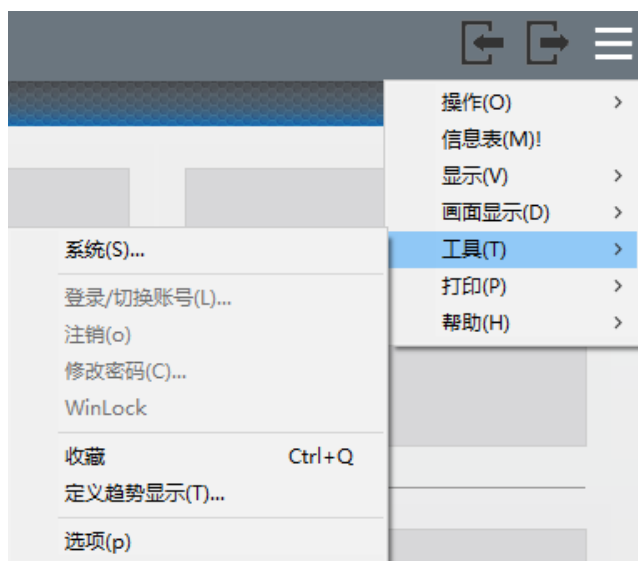 操作(O)
信息表(M)!
显示(V)
画面显示(D)
工具(T)
打印(P)
帮助(H)
系统(S)...
登录/切换账号(L)...
注销(o)
修改密码(C)...
WinLock
收藏 Ctrl+Q
定义趋势显示(T)...
选项(p)